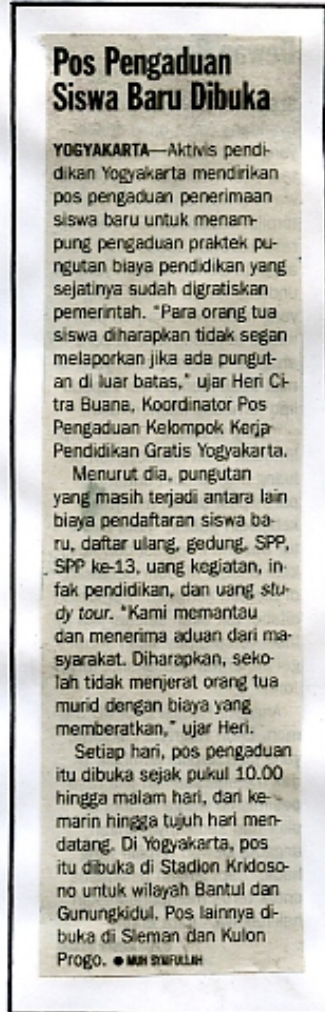 Pos Pengaduan
Siswa Baru Dibuka
YOGYAKARTA—Aktivis pendi-
dikan Yogyakarta mendirikan
pos pengaduan penerimaan
siswa baru untuk menam-
pung pengaduan praktek pu-
ngutan biaya pendidikan yang
sejatinya sudah digratiskan
pemerintah. "Para orang tua
siswa diharapkan tidak segan
melaporkan jika ada pungut-
an di luar batas," ujar Heri Ci-
tra Buana, Koordinator Pos
Pengaduan Kelompok Kerja
Pendidikan Gratis Yogyakarta.
Menurut dia, pungutan
yang masih terjadi antara lain
biaya pendaftaran siswa ba-
ru, daftar ulang, gedung, SPP,
SPP ke-13, uang kegiatan, in-
fak pendidikan, dan uang stu-
dy tour. "Kami memantau
dan menerima aduan dari ma-
syarakat. Diharapkan, seko-
lah tidak menjerat orang tua
murid dengan biaya yang
memberatkan," ujar Heri.
Setiap hari, pos pengaduan
itu dibuka sejak pukul 10.00
hingga malam hari, dari ke-
marin hingga tujuh hari men-
datang. Di Yogyakarta, pos
itu dibuka di Stadion Kridoso-
no untuk wilayah Bantul dan
Gunungkidul. Pos lainnya di-
buka di Sleman dan Kulon
Progo. ● MUH SYAIFULLAH